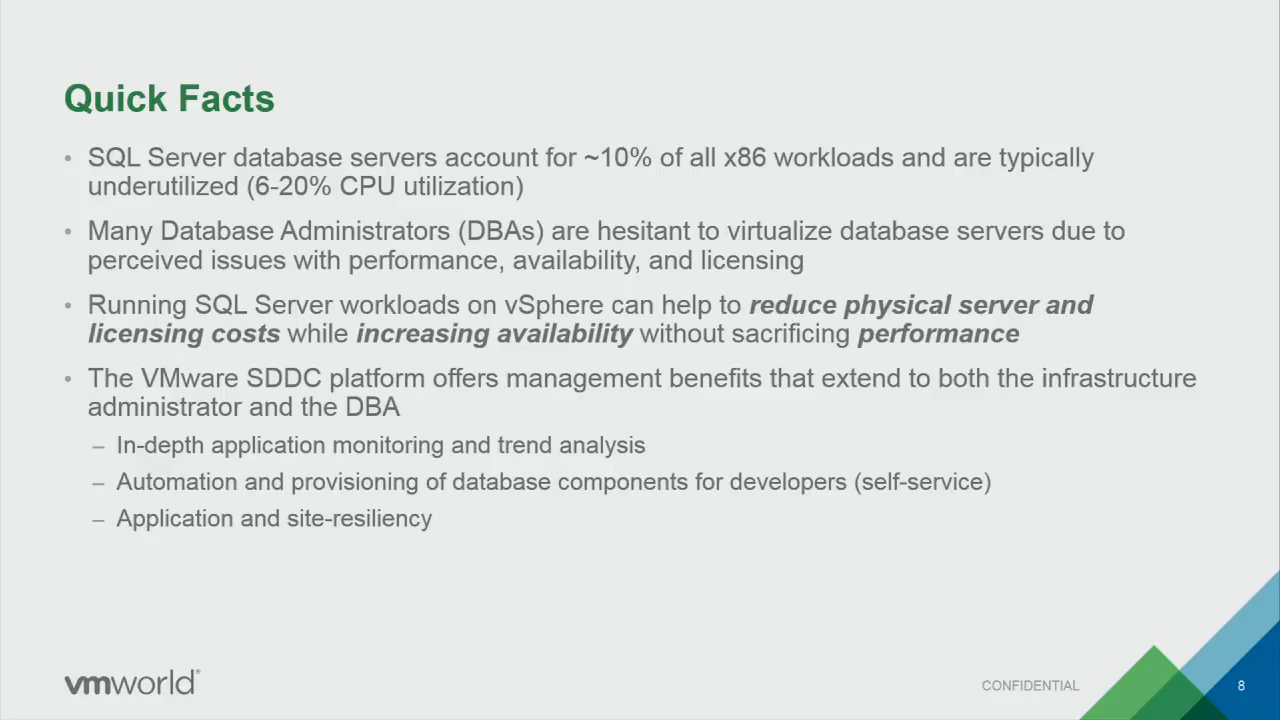 Quick Facts
• SQL Server database servers account for ~10% of all x86 workloads and are typically
underutilized (6-20% CPU utilization)
• Many Database Administrators (DBAs) are hesitant to virtualize database servers due to
perceived issues with performance, availability, and licensing
• Running SQL Server workloads on vSphere can help to reduce physical server and
licensing costs while increasing availability without sacrificing performance
• The VMware SDDC platform offers management benefits that extend to both the infrastructure
administrator and the DBA
– In-depth application monitoring and trend analysis
– Automation and provisioning of database components for developers (self-service)
– Application and site-resiliency
vmworld®
CONFIDENTIAL
8